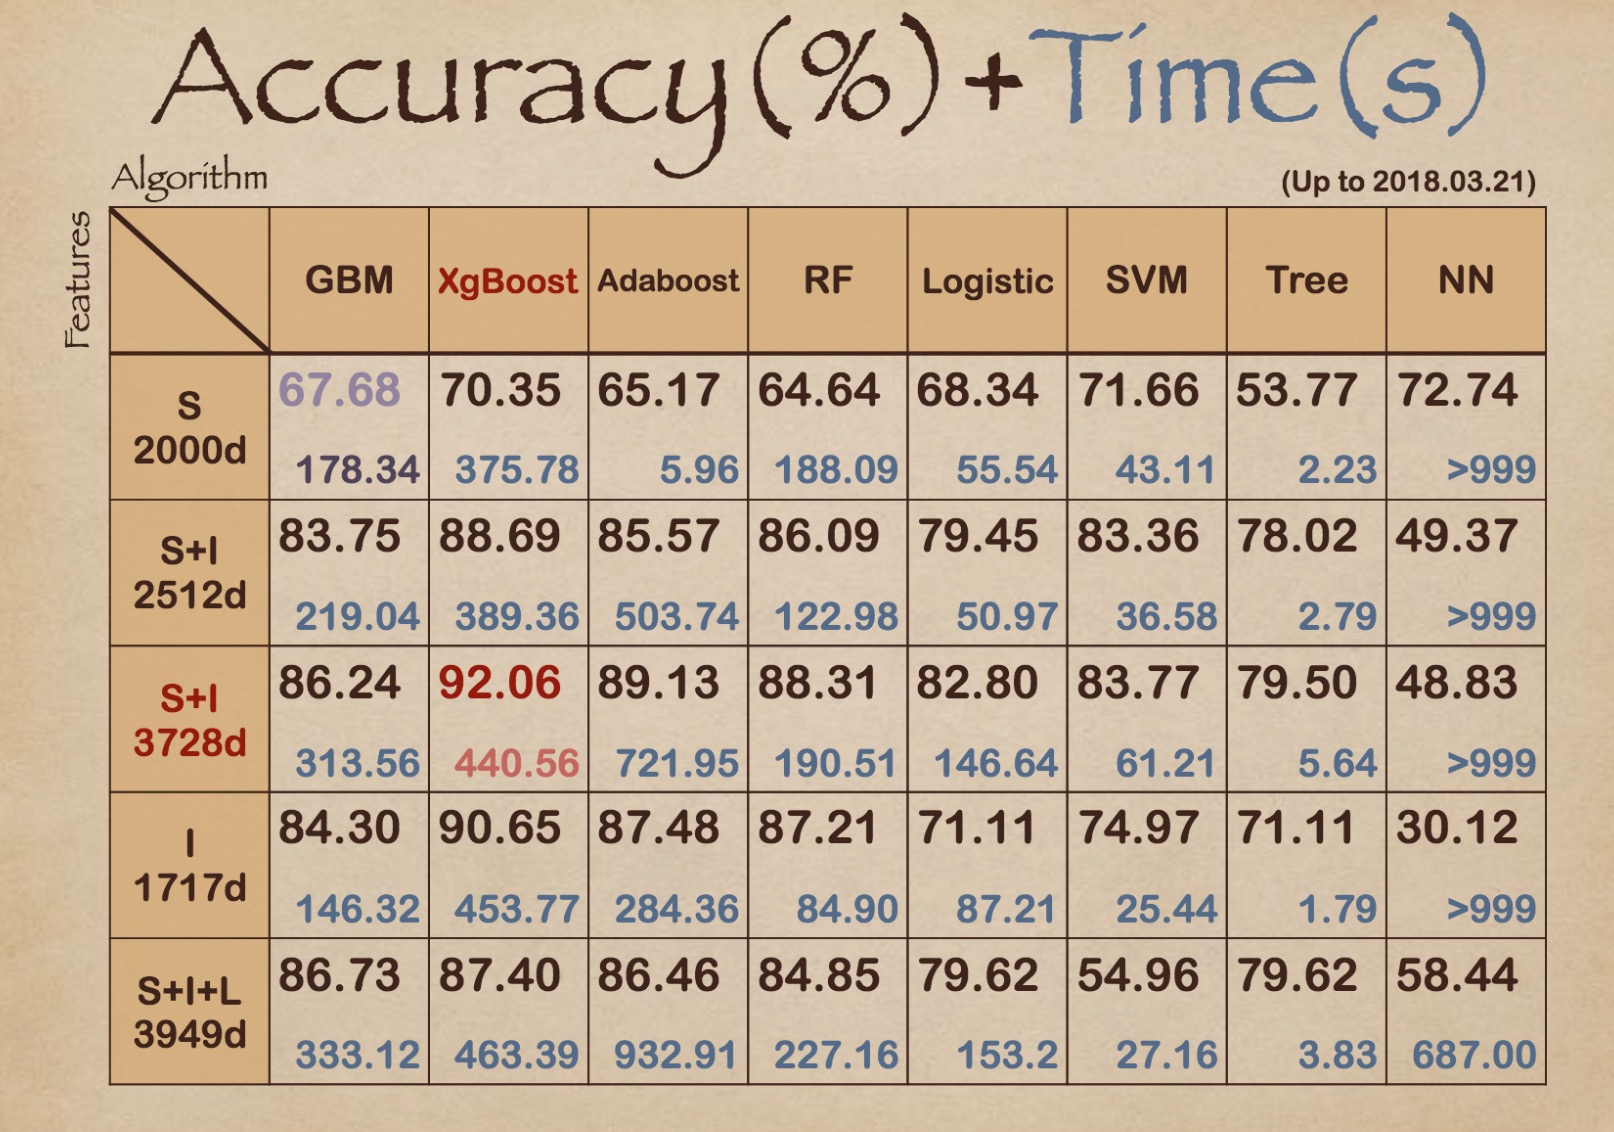 Accuracy(%)+Time(s)
Algorithm
(Up to 2018.03.21)
Features
GBM XgBoost Adaboost RF Logistic SVM Tree NN
S
2000d
67.68 70.35 65.17 64.64 68.34 71.66 53.77 72.74
178.34 375.78 5.96 188.09 55.54 43.11 2.23 >999
S+I
2512d
83.75 88.69 85.57 86.09 79.45 83.36 78.02 49.37
219.04 389.36 503.74 122.98 50.97 36.58 2.79 >999
S+I
3728d
86.24 92.06 89.13 88.31 82.80 83.77 79.50 48.83
313.56 440.56 721.95 190.51 146.64 61.21 5.64 >999
I
1717d
84.30 90.65 87.48 87.21 71.11 74.97 71.11 30.12
146.32 453.77 284.36 84.90 87.21 25.44 1.79 >999
S+I+L
3949d
86.73 87.40 86.46 84.85 79.62 54.96 79.62 58.44
333.12 463.39 932.91 227.16 153.2 27.16 3.83 687.00